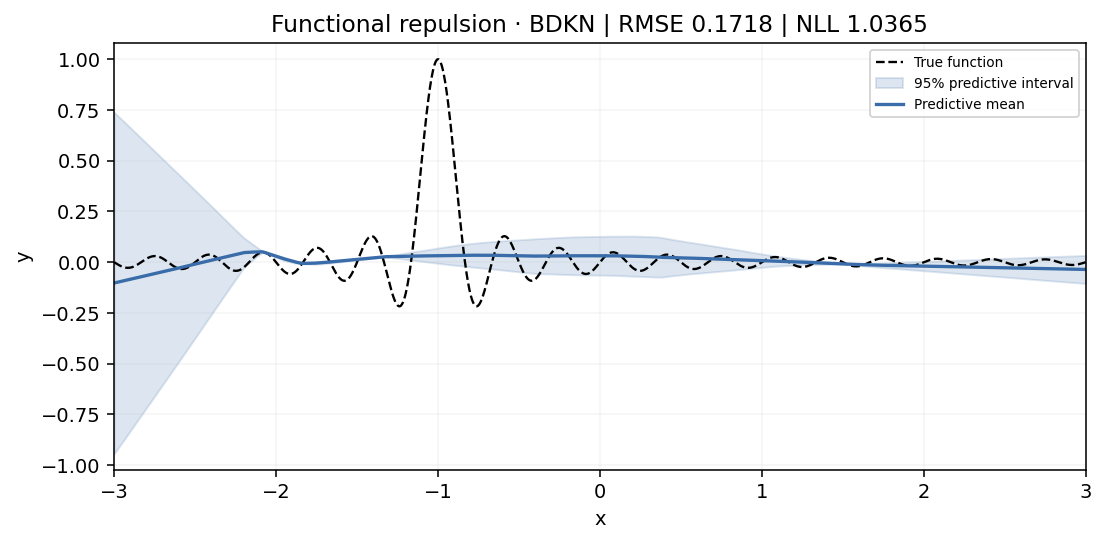 Functional repulsion · BDKN | RMSE 0.1718 | NLL 1.0365
True function
95% predictive interval
Predictive mean
1.00
0.75
0.50
0.25
0.00
−0.25
−0.50
−0.75
−1.00
y
−3
−2
−1
0
1
2
3
x